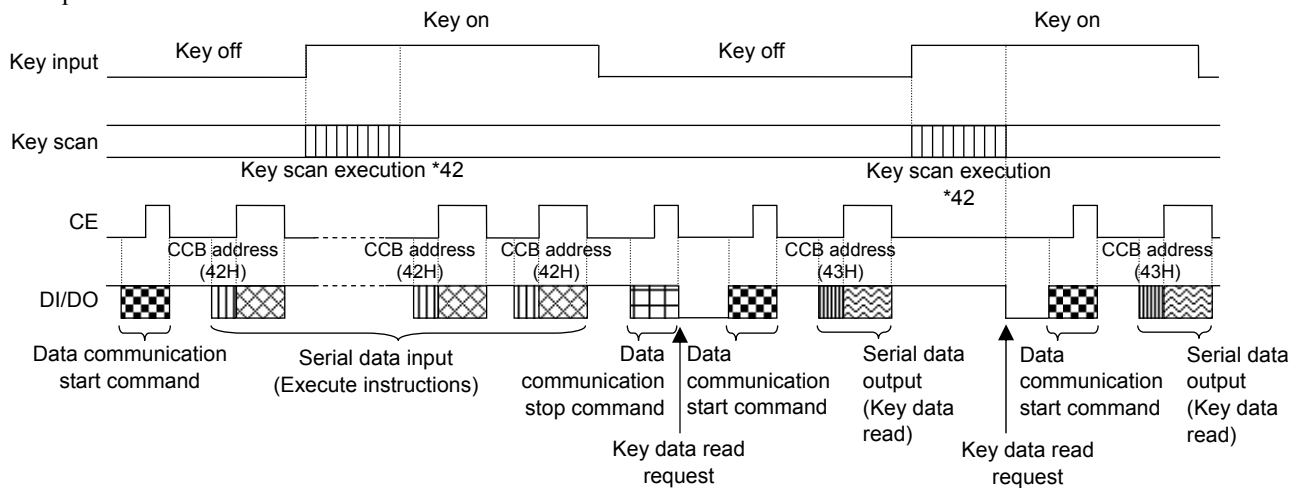 Key on
Key on
Key off
Key off
Key input
Key scan
Key scan execution *42
Key scan execution
*42
CE
CCB address
(42H)
CCB address
(42H)
CCB address
(42H)
CCB address
(43H)
CCB address
(43H)
DI/DO
Data communication
start command
Serial data input
(Execute instructions)
Data
communication
stop command
Data
communication
start command
Serial data
output
(Key data
read)
Data
communication
start command
Serial data
output
(Key data
read)
Key data read
request
Key data read
request